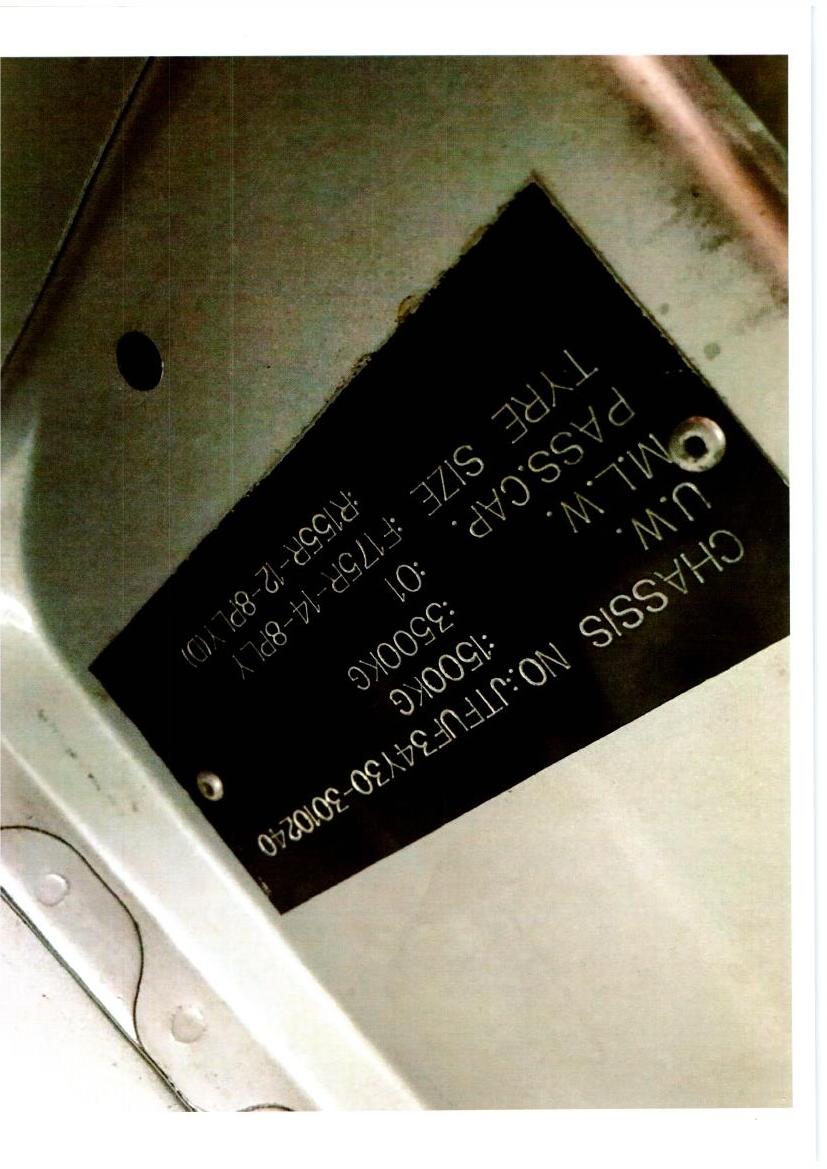 CHASSIS NO.:JTFUF34Y30-3010240
U.W. :1500KG
M.L.W. :3500KG
PASS.CAP. :01
TYRE SIZE :F175R-14-8PLY
:R155R-12-8PLY(D)